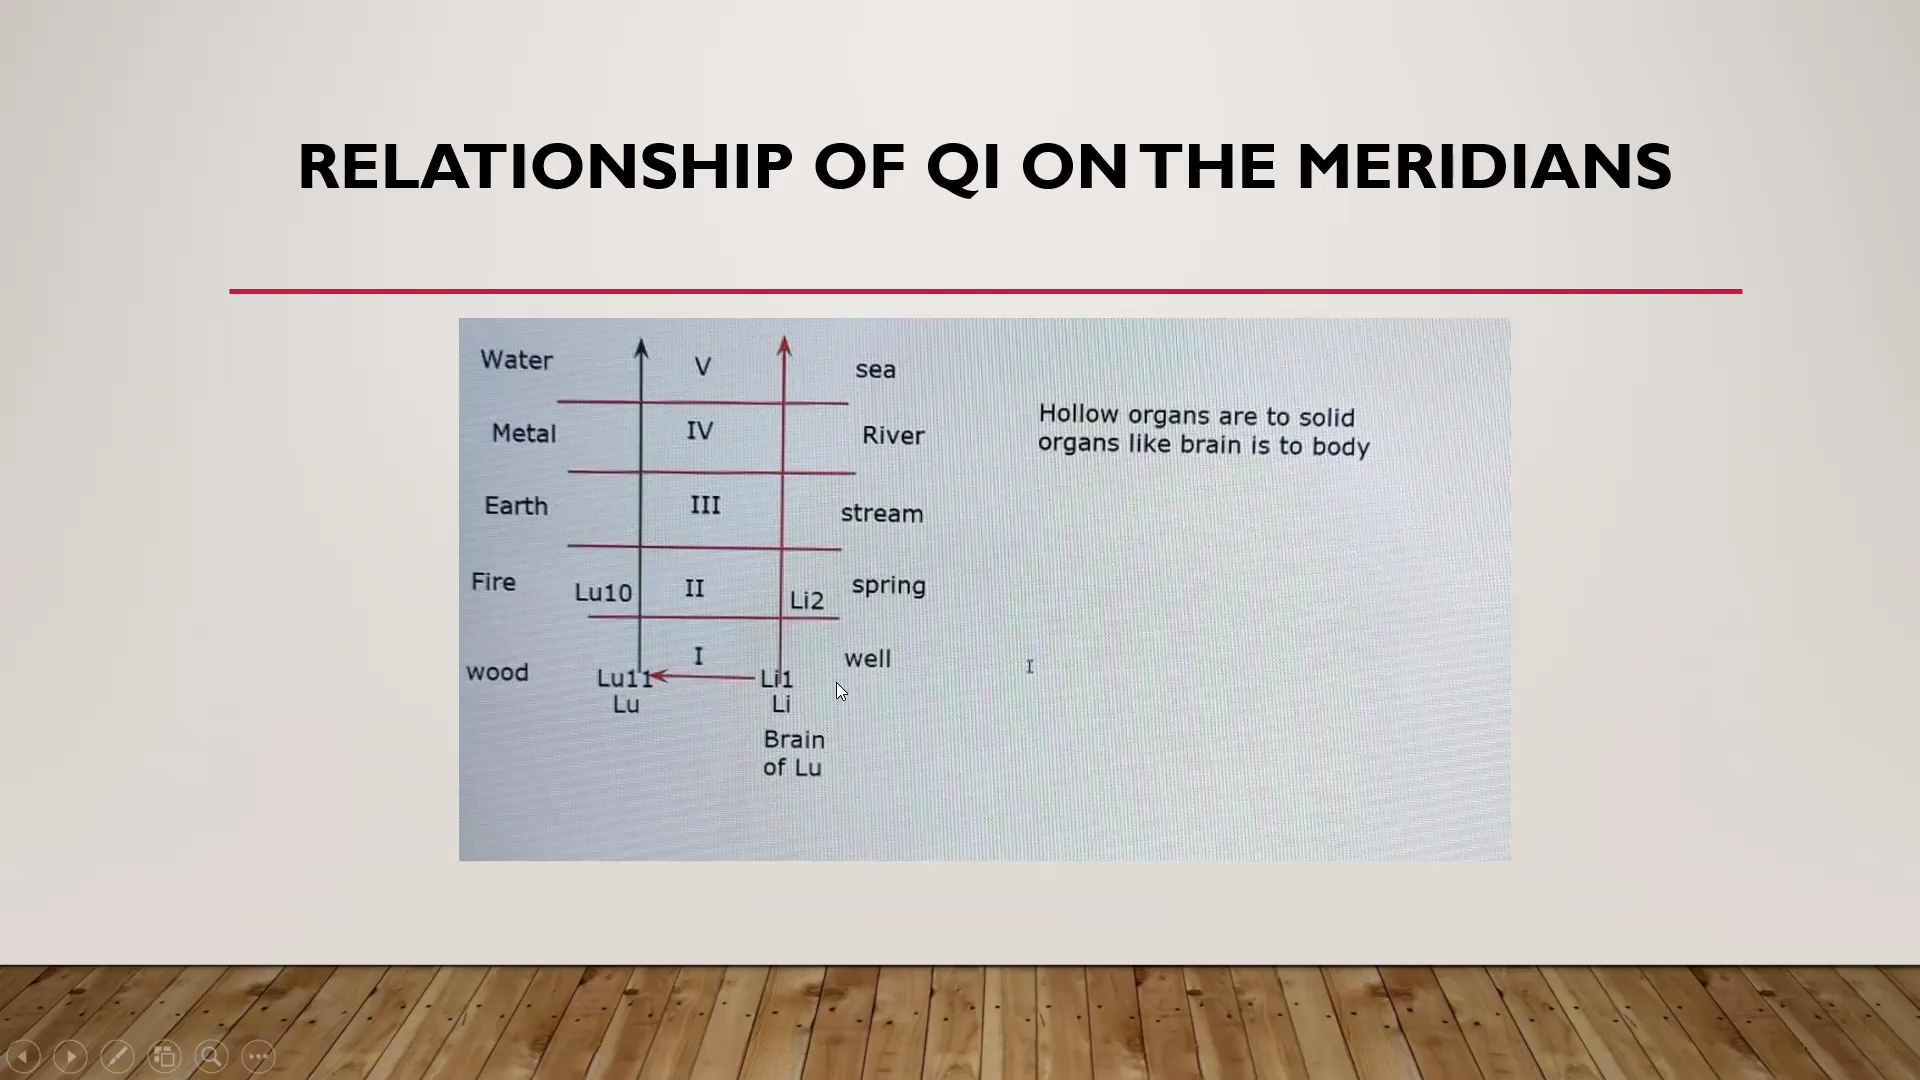 RELATIONSHIP OF QI ON THE MERIDIANS
Water V sea
Metal IV River
Hollow organs are to solid
organs like brain is to body
Earth III stream
Fire Lu10 II Li2 spring
wood Lu11 I Li1 well
Lu Li
Brain
of Lu